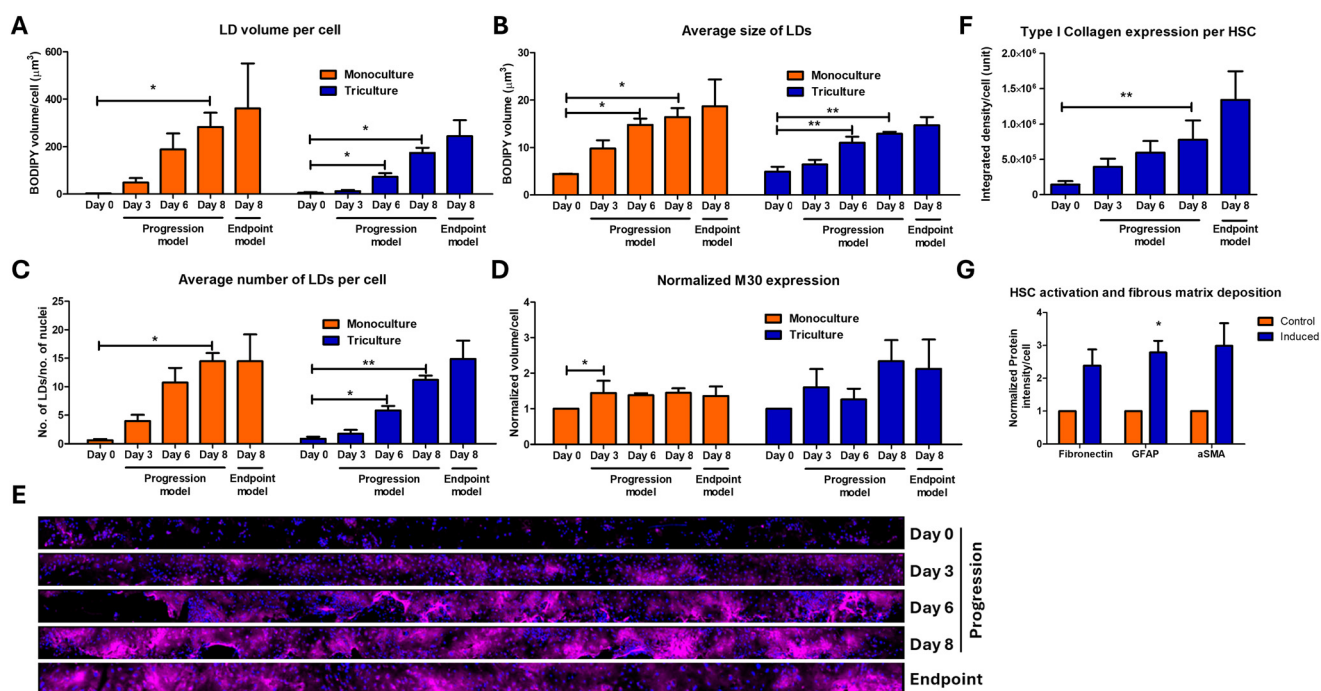 A
LD volume per cell
BODIPY volume/cell (μm³)
600
400
200
0
Monoculture
Triculture
*
*
*
Day 0 Day 3 Day 6 Day 8 Day 8 Day 0 Day 3 Day 6 Day 8 Day 8
Progression model
Endpoint model
Progression model
Endpoint model
B
Average size of LDs
BODIPY volume (μm³)
30
20
10
0
Monoculture
Triculture
*
*
**
**
Day 0 Day 3 Day 6 Day 8 Day 8 Day 0 Day 3 Day 6 Day 8 Day 8
Progression model
Endpoint model
Progression model
Endpoint model
F
Type I Collagen expression per HSC
Integrated density/cell (unit)
2.0×10⁶
1.5×10⁶
1.0×10⁶
5.0×10⁵
0
**
Day 0 Day 3 Day 6 Day 8 Day 8
Progression model
Endpoint model
C
Average number of LDs per cell
No. of LDs/no. of nuclei
25
20
15
10
5
0
Monoculture
Triculture
*
**
*
Day 0 Day 3 Day 6 Day 8 Day 8 Day 0 Day 3 Day 6 Day 8 Day 8
Progression model
Endpoint model
Progression model
Endpoint model
D
Normalized M30 expression
Normalized volume/cell
4
3
2
1
0
Monoculture
Triculture
*
Day 0 Day 3 Day 6 Day 8 Day 8 Day 0 Day 3 Day 6 Day 8 Day 8
Progression model
Endpoint model
Progression model
Endpoint model
G
HSC activation and fibrous matrix deposition
Normalized Protein
intensity/cell
4
3
2
1
0
Control
Induced
*
Fibronectin GFAP aSMA
E
Day 0
Day 3
Day 6
Day 8
Endpoint
Progression